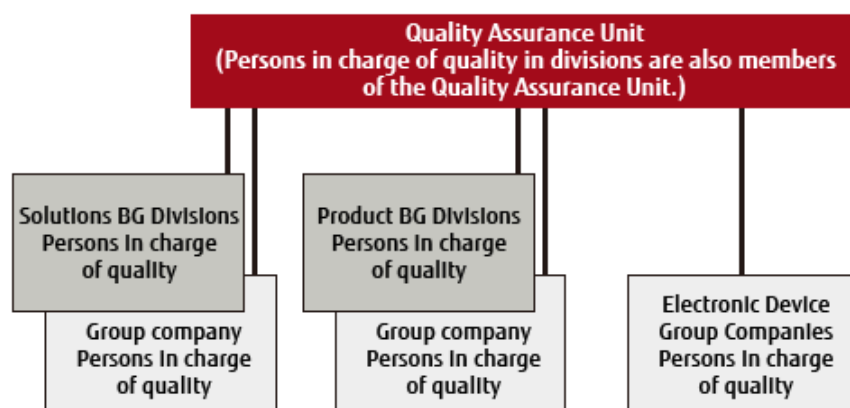 Quality Assurance Unit
(Persons in charge of quality in divisions are also members
of the Quality Assurance Unit.)
Solutions BG Divisions
Persons in charge
of quality
Product BG Divisions
Persons in charge
of quality
Group company
Persons in charge
of quality
Group company
Persons in charge
of quality
Electronic Device
Group Companies
Persons in charge
of quality